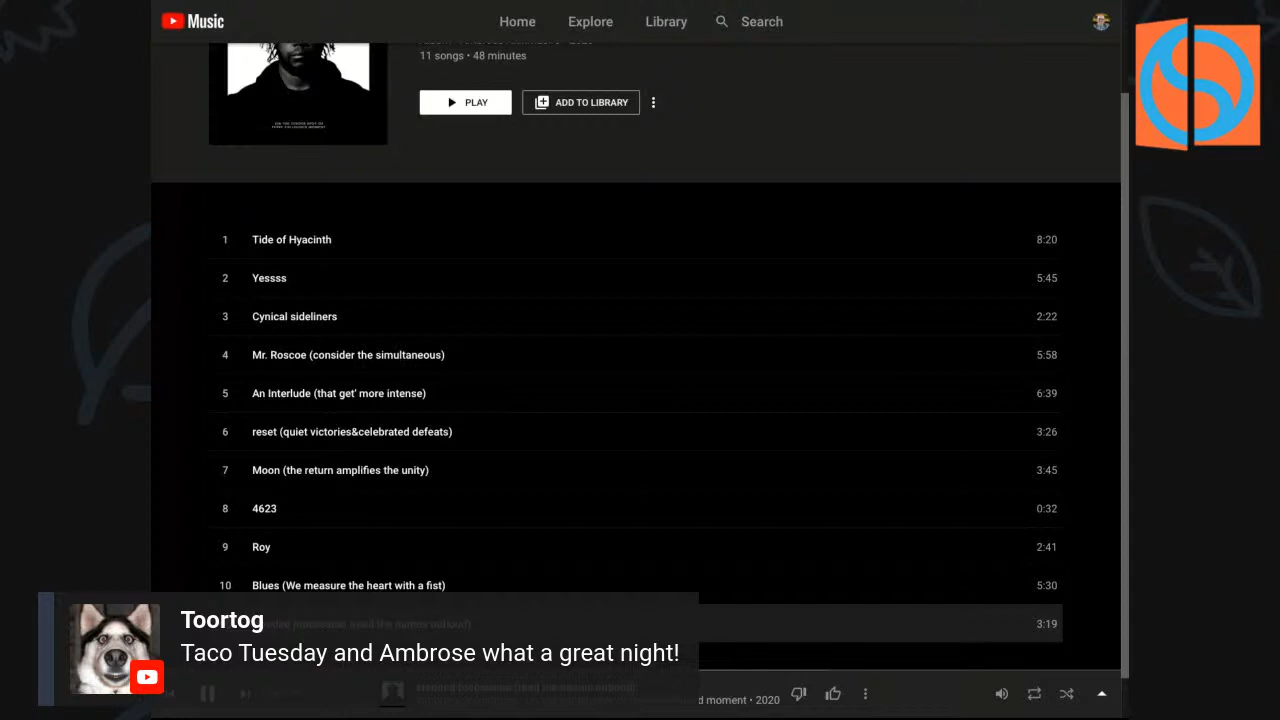 Music Home Explore Library Search
11 songs • 48 minutes
PLAY ADD TO LIBRARY
1 Tide of Hyacinth 8:20
2 Yessss 5:45
3 Cynical sideliners 2:22
4 Mr. Roscoe (consider the simultaneous) 5:58
5 An Interlude (that get' more intense) 6:39
6 reset (quiet victories&celebrated defeats) 3:26
7 Moon (the return amplifies the unity) 3:45
8 4623 0:32
9 Roy 2:41
10 Blues (We measure the heart with a fist) 5:30
3:19
Toortog
Taco Tuesday and Ambrose what a great night!
d moment • 2020